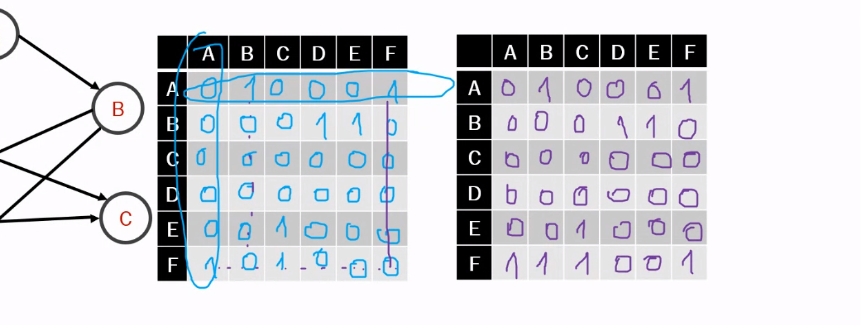 B
C
A B C D E F
A 0 1 0 0 0 1
B 0 0 0 1 1 0
C 0 0 0 0 0 0
D 0 0 0 0 0 0
E 0 0 1 0 0 0
F 1 0 1 0 0 0
A B C D E F
A 0 1 0 0 0 1
B 0 0 0 1 1 0
C 0 0 0 0 0 0
D 0 0 0 0 0 0
E 0 0 1 0 0 0
F 1 1 1 0 0 1